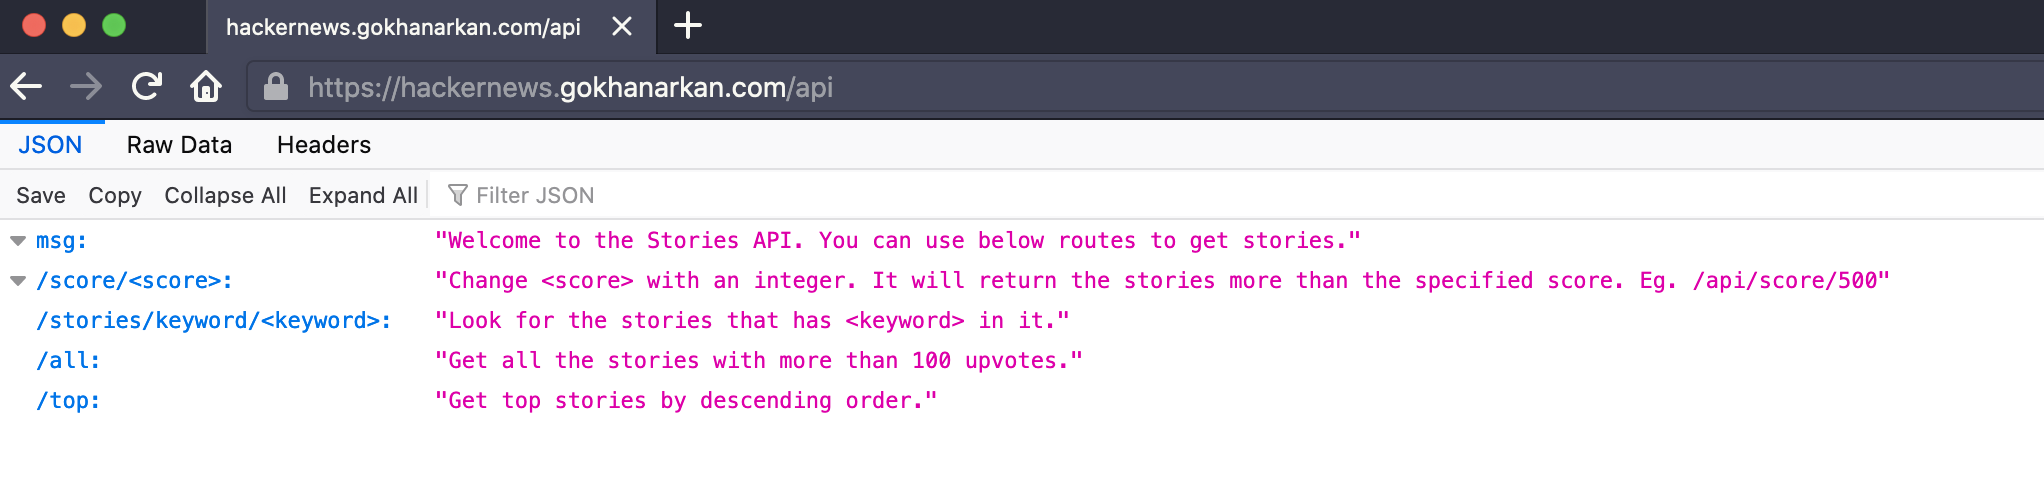 hackernews.gokhanarkan.com/api
https://hackernews.gokhanarkan.com/api
JSON Raw Data Headers
Save Copy Collapse All Expand All Filter JSON
msg: "Welcome to the Stories API. You can use below routes to get stories."
/score/<score>: "Change <score> with an integer. It will return the stories more than the specified score. Eg. /api/score/500"
/stories/keyword/<keyword>: "Look for the stories that has <keyword> in it."
/all: "Get all the stories with more than 100 upvotes."
/top: "Get top stories by descending order."